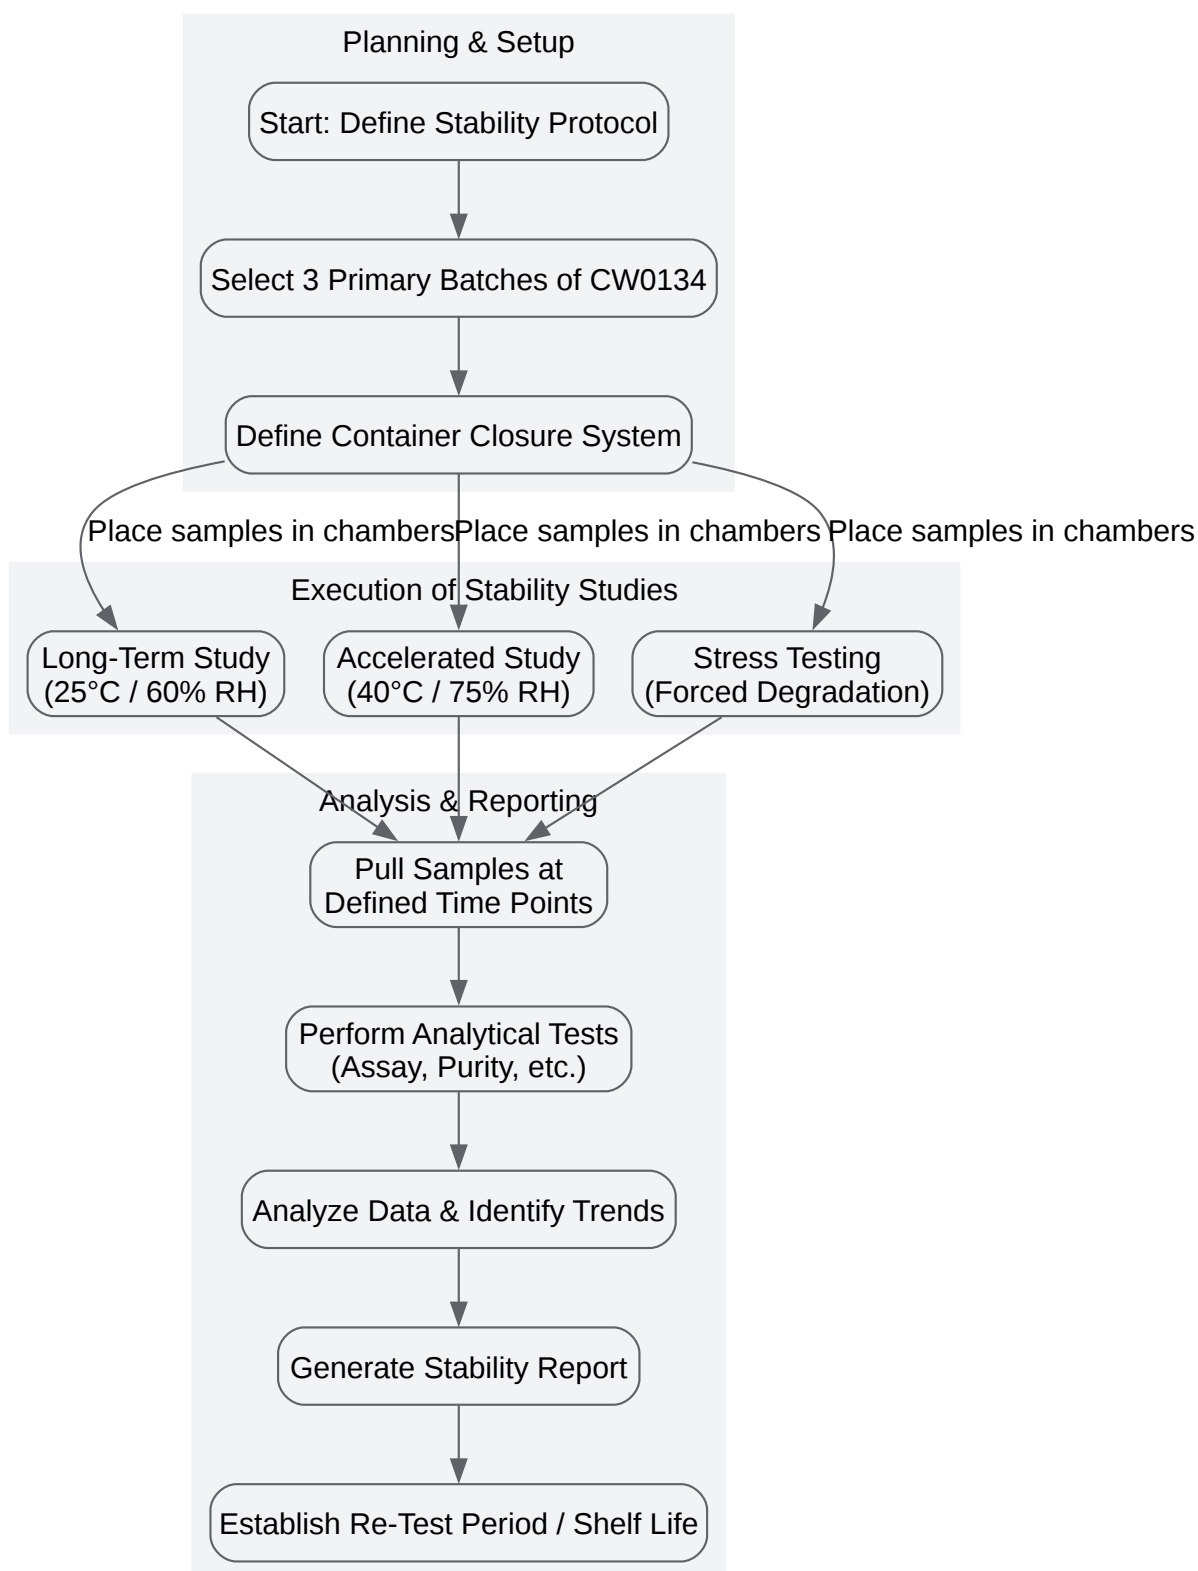 Planning & Setup
Start: Define Stability Protocol
Select 3 Primary Batches of CW0134
Define Container Closure System
Place samples in chambers
Place samples in chambers
Place samples in chambers
Execution of Stability Studies
Long-Term Study
(25°C / 60% RH)
Accelerated Study
(40°C / 75% RH)
Stress Testing
(Forced Degradation)
Analysis & Reporting
Pull Samples at
Defined Time Points
Perform Analytical Tests
(Assay, Purity, etc.)
Analyze Data & Identify Trends
Generate Stability Report
Establish Re-Test Period / Shelf Life